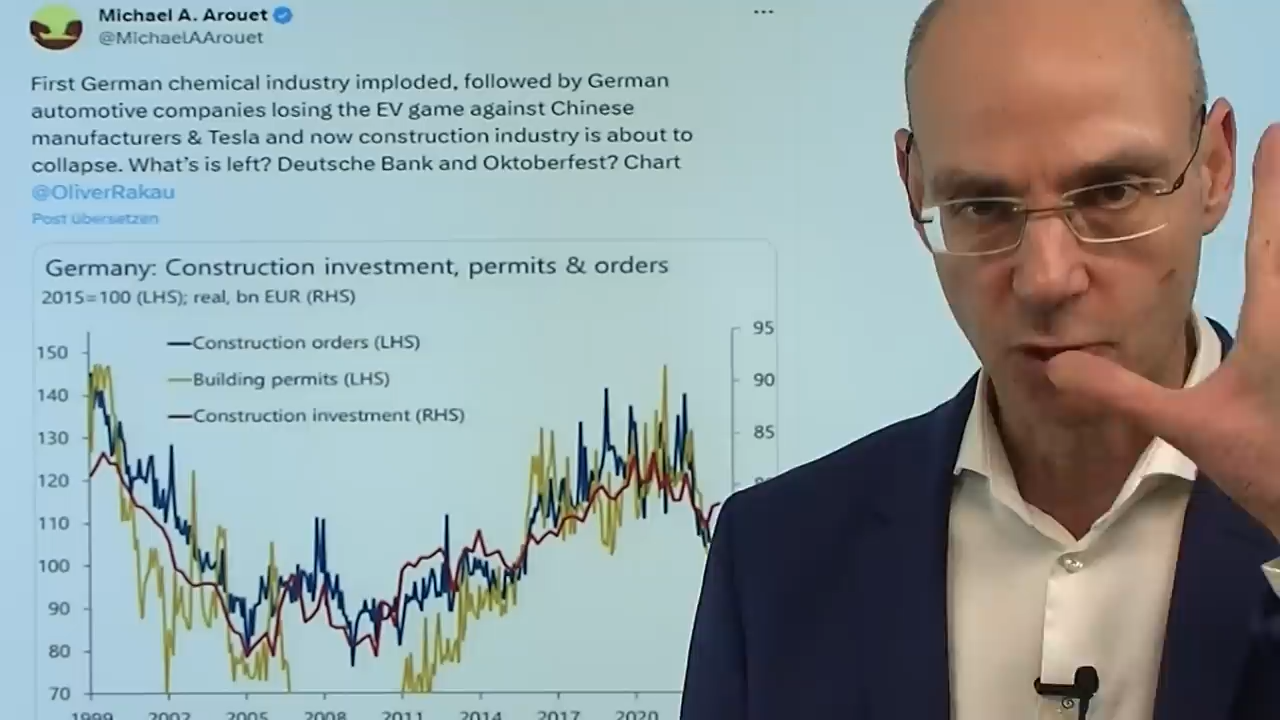 Michael A. Arouet
@MichaelAArouet
...
First German chemical industry imploded, followed by German
automotive companies losing the EV game against Chinese
manufacturers & Tesla and now construction industry is about to
collapse. What's is left? Deutsche Bank and Oktoberfest? Chart
@OliverRakau
Post übersetzen
Germany: Construction investment, permits & orders
2015=100 (LHS); real, bn EUR (RHS)
Construction orders (LHS)
Building permits (LHS)
Construction investment (RHS)
150
140
130
120
110
100
90
80
70
95
90
85
1999 2002 2005 2008 2011 2014 2017 2020